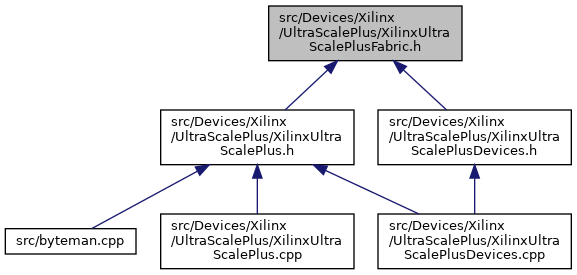 src/Devices/Xilinx
/UltraScalePlus/XilinxUltra
ScalePlusFabric.h
src/Devices/Xilinx
/UltraScalePlus/XilinxUltra
ScalePlus.h
src/Devices/Xilinx
/UltraScalePlus/XilinxUltra
ScalePlusDevices.h
src/byteman.cpp
src/Devices/Xilinx
/UltraScalePlus/XilinxUltra
ScalePlus.cpp
src/Devices/Xilinx
/UltraScalePlus/XilinxUltra
ScalePlusDevices.cpp